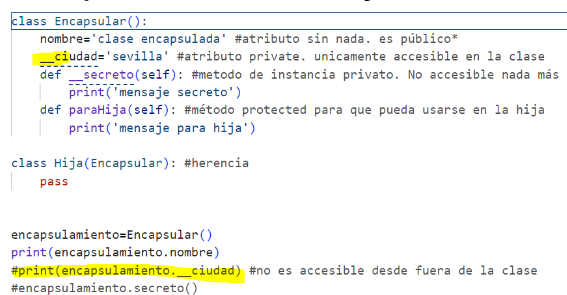 class Encapsular():
    nombre='clase encapsulada' #atributo sin nada. es público*
    __ciudad='sevilla' #atributo private. unicamente accesible en la clase
    def __secreto(self): #metodo de instancia privato. No accesible nada más
        print('mensaje secreto')
    def paraHija(self): #método protected para que pueda usarse en la hija
        print('mensaje para hija')
class Hija(Encapsular): #herencia
    pass
encapsulamiento=Encapsular()
print(encapsulamiento.nombre)
#print(encapsulamiento.__ciudad) #no es accesible desde fuera de la clase
#encapsulamiento.secreto()